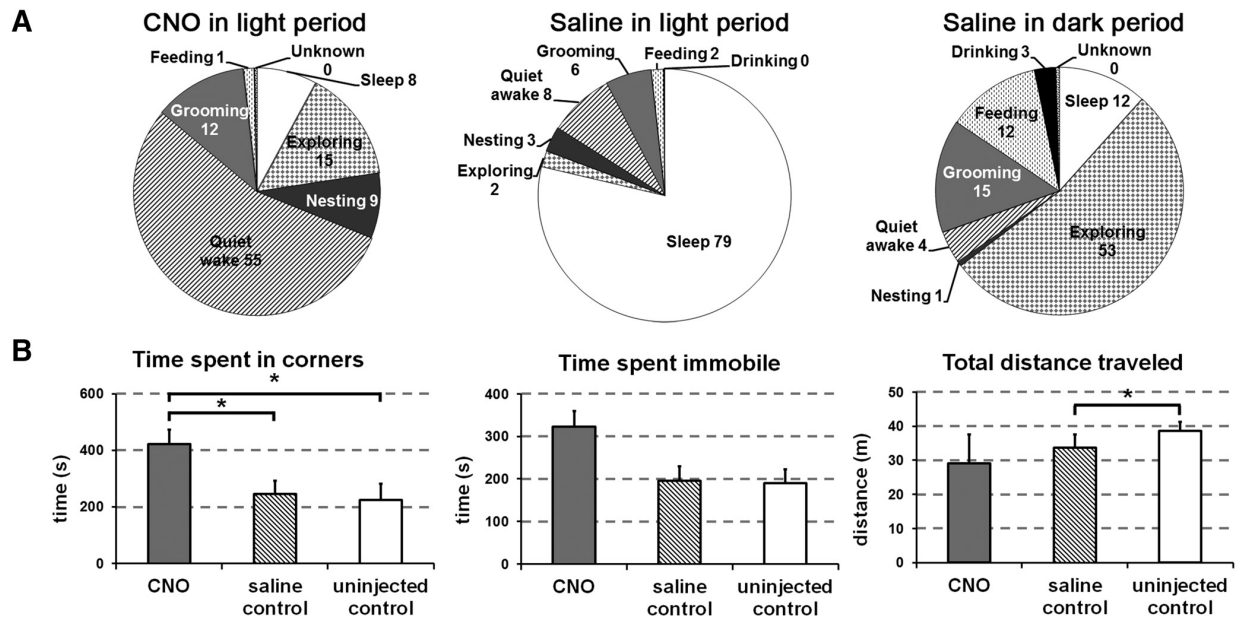 A
CNO in light period
Feeding 1
Unknown
0
Sleep 8
Grooming
12
Exploring
15
Nesting 9
Quiet
wake 55
Saline in light period
Grooming
6
Feeding 2
Drinking 0
Quiet
awake 8
Nesting 3
Exploring
2
Sleep 79
Saline in dark period
Drinking 3
Unknown
0
Sleep 12
Feeding
12
Grooming
15
Quiet
awake 4
Exploring
53
Nesting 1
B
Time spent in corners
600
400
200
0
time (s)
*
*
CNO
saline
control
uninjected
control
Time spent immobile
400
300
200
100
0
time (s)
CNO
saline
control
uninjected
control
Total distance traveled
50
40
30
20
10
0
distance (m)
*
CNO
saline
control
uninjected
control